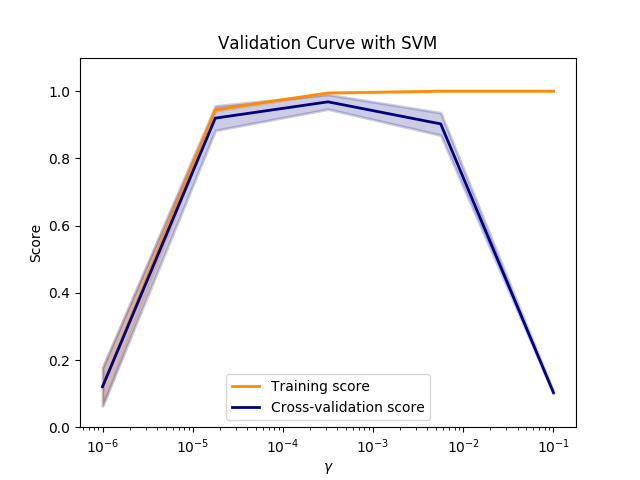 Validation Curve with SVM
Score
1.0
0.8
0.6
0.4
0.2
0.0
Training score
Cross-validation score
10⁻⁶ 10⁻⁵ 10⁻⁴ 10⁻³ 10⁻² 10⁻¹
γ